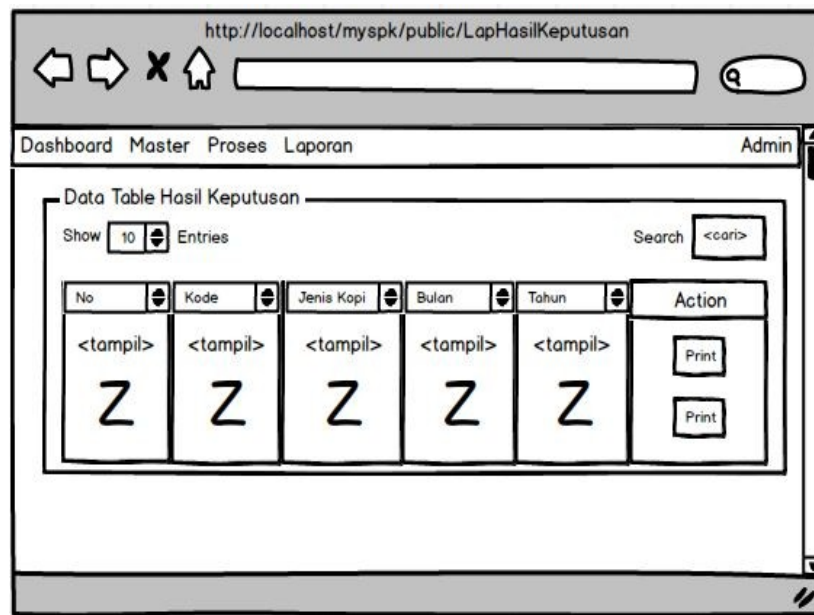 http://localhost/myspk/public/LapHasilKeputusan
Dashboard Master Proses Laporan Admin
Data Table Hasil Keputusan
Show 10 Entries Search <cari>
No Kode Jenis Kopi Bulan Tahun Action
<tampil> <tampil> <tampil> <tampil> <tampil> Print
Z Z Z Z Z Print